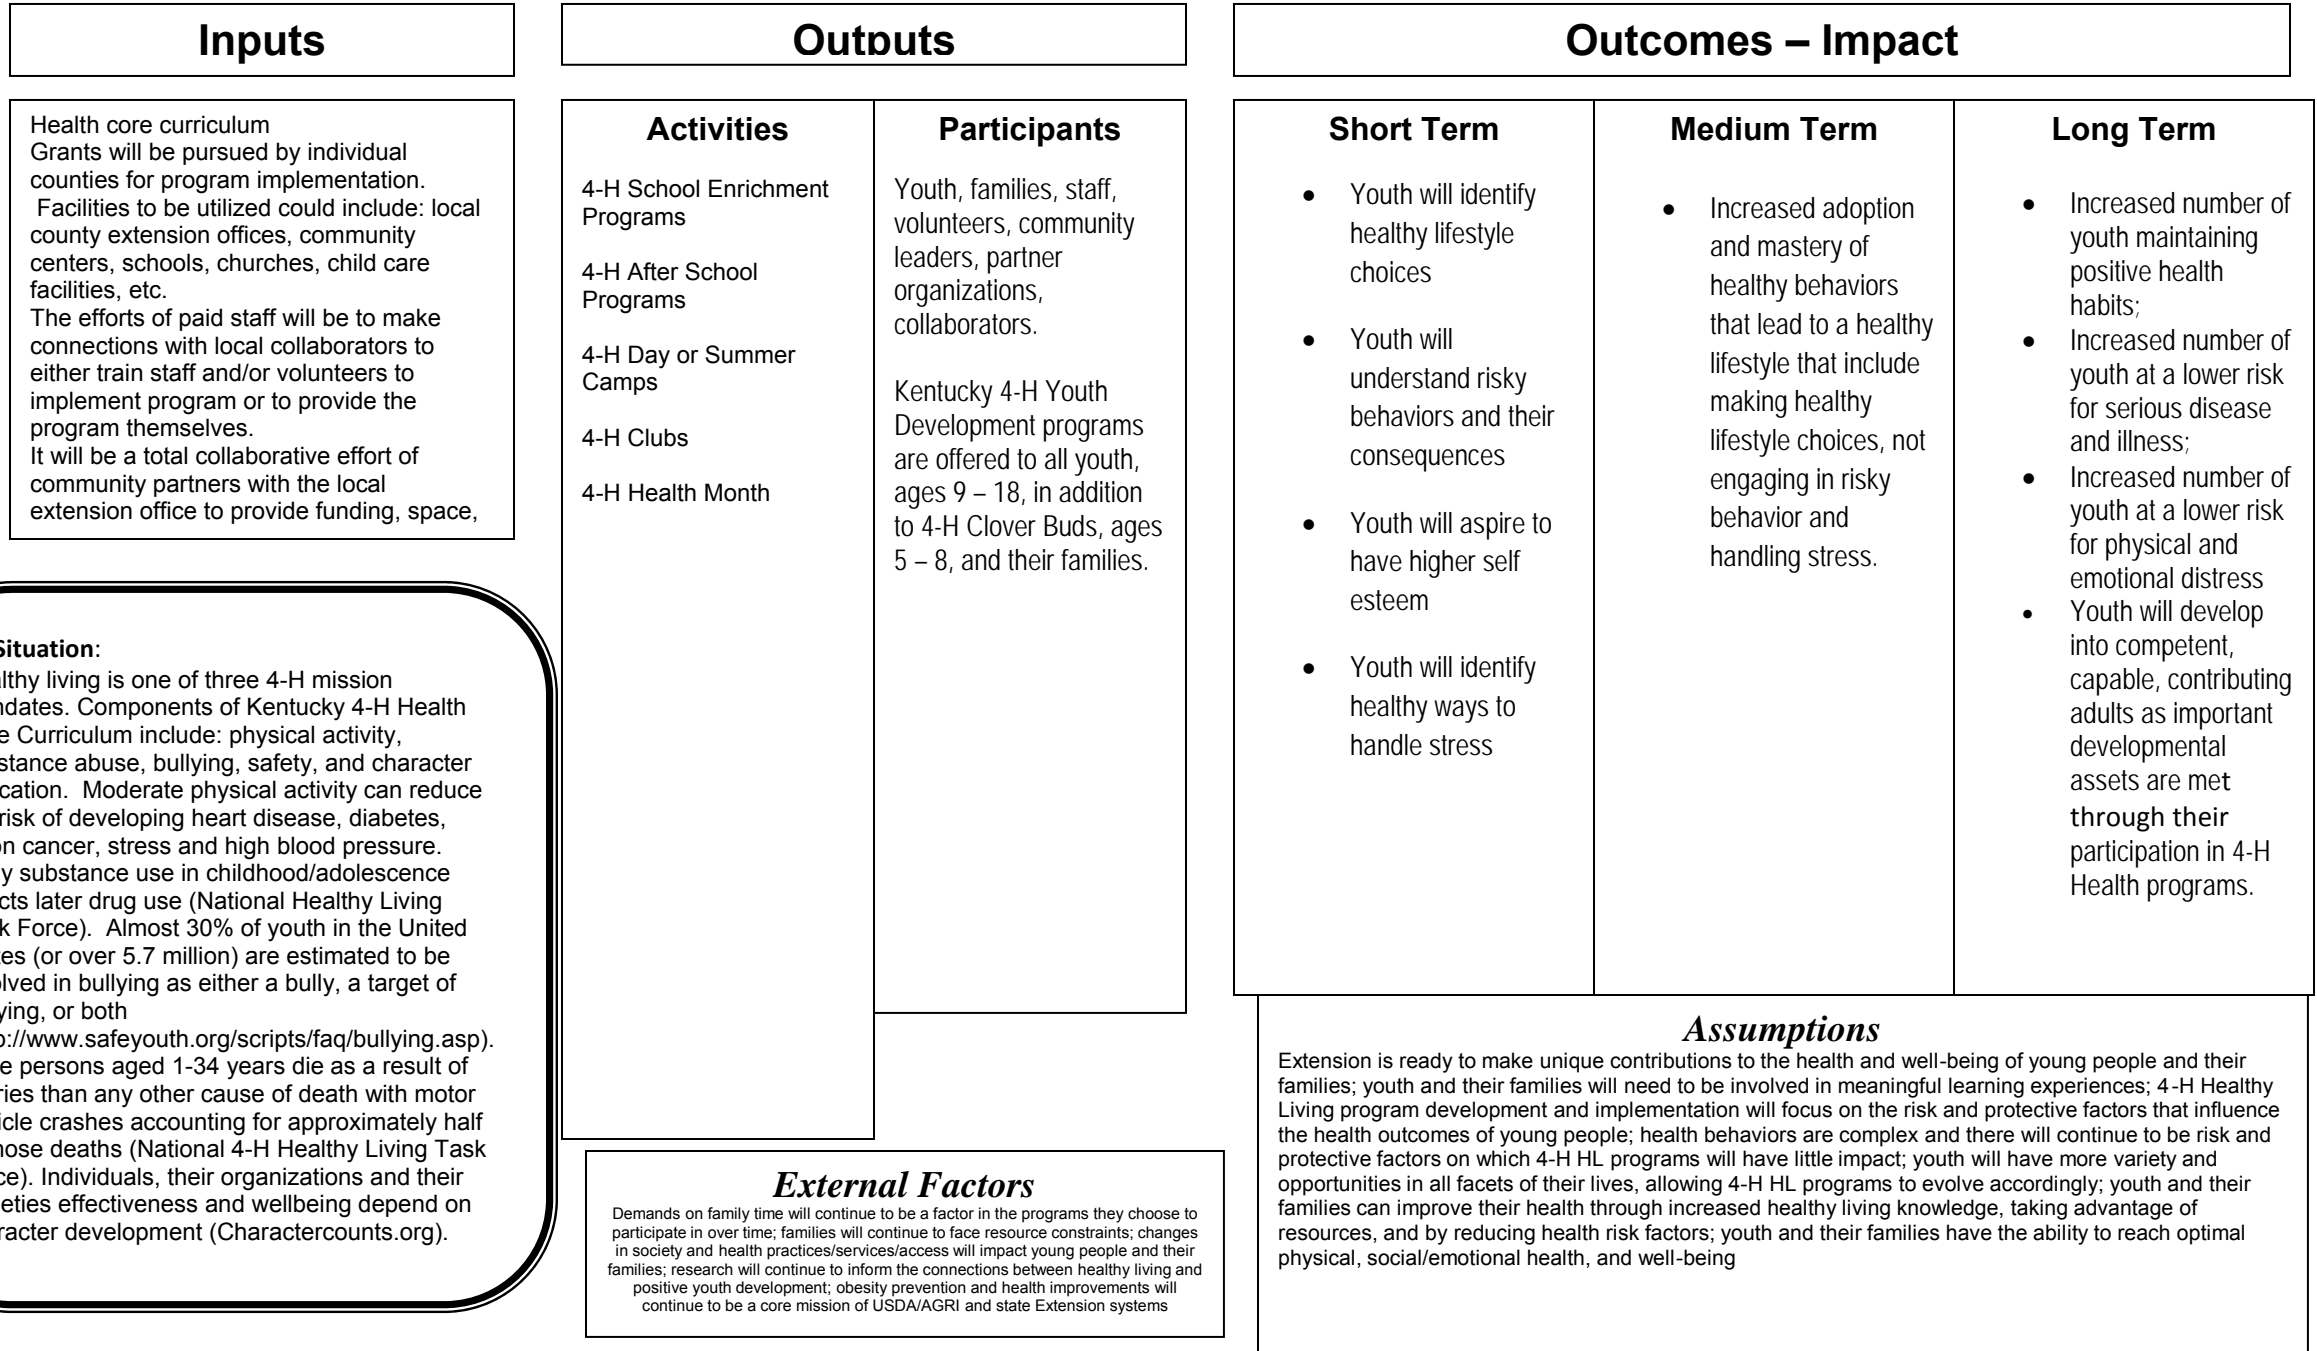 Inputs
Outputs
Outcomes – Impact
Health core curriculum
Grants will be pursued by individual
counties for program implementation.
Facilities to be utilized could include: local
county extension offices, community
centers, schools, churches, child care
facilities, etc.
The efforts of paid staff will be to make
connections with local collaborators to
either train staff and/or volunteers to
implement program or to provide the
program themselves.
It will be a total collaborative effort of
community partners with the local
extension office to provide funding, space,
Situation:
lthy living is one of three 4-H mission
ndates. Components of Kentucky 4-H Health
e Curriculum include: physical activity,
stance abuse, bullying, safety, and character
cation. Moderate physical activity can reduce
risk of developing heart disease, diabetes,
on cancer, stress and high blood pressure.
y substance use in childhood/adolescence
cts later drug use (National Healthy Living
k Force). Almost 30% of youth in the United
tes (or over 5.7 million) are estimated to be
olved in bullying as either a bully, a target of
ying, or both
p://www.safeyouth.org/scripts/faq/bullying.asp).
e persons aged 1-34 years die as a result of
ries than any other cause of death with motor
icle crashes accounting for approximately half
hose deaths (National 4-H Healthy Living Task
ce). Individuals, their organizations and their
ieties effectiveness and wellbeing depend on
racter development (Charactercounts.org).
Activities
4-H School Enrichment
Programs
4-H After School
Programs
4-H Day or Summer
Camps
4-H Clubs
4-H Health Month
Participants
Youth, families, staff,
volunteers, community
leaders, partner
organizations,
collaborators.
Kentucky 4-H Youth
Development programs
are offered to all youth,
ages 9 – 18, in addition
to 4-H Clover Buds, ages
5 – 8, and their families.
Short Term
• Youth will identify
healthy lifestyle
choices
• Youth will
understand risky
behaviors and their
consequences
• Youth will aspire to
have higher self
esteem
• Youth will identify
healthy ways to
handle stress
Medium Term
• Increased adoption
and mastery of
healthy behaviors
that lead to a healthy
lifestyle that include
making healthy
lifestyle choices, not
engaging in risky
behavior and
handling stress.
Long Term
• Increased number of
youth maintaining
positive health
habits;
• Increased number of
youth at a lower risk
for serious disease
and illness;
• Increased number of
youth at a lower risk
for physical and
emotional distress
• Youth will develop
into competent,
capable, contributing
adults as important
developmental
assets are met
through their
participation in 4-H
Health programs.
External Factors
Demands on family time will continue to be a factor in the programs they choose to
participate in over time; families will continue to face resource constraints; changes
in society and health practices/services/access will impact young people and their
families; research will continue to inform the connections between healthy living and
positive youth development; obesity prevention and health improvements will
continue to be a core mission of USDA/AGRI and state Extension systems
Assumptions
Extension is ready to make unique contributions to the health and well-being of young people and their
families; youth and their families will need to be involved in meaningful learning experiences; 4-H Healthy
Living program development and implementation will focus on the risk and protective factors that influence
the health outcomes of young people; health behaviors are complex and there will continue to be risk and
protective factors on which 4-H HL programs will have little impact; youth will have more variety and
opportunities in all facets of their lives, allowing 4-H HL programs to evolve accordingly; youth and their
families can improve their health through increased healthy living knowledge, taking advantage of
resources, and by reducing health risk factors; youth and their families have the ability to reach optimal
physical, social/emotional health, and well-being